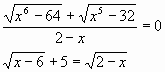 (√(x⁶−64) + √(x⁵−32))/(2−x) = 0
√(x−6) + 5 = √(2−x)